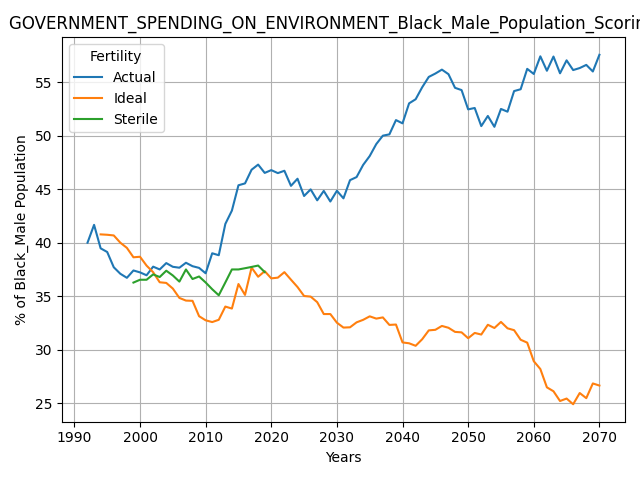 GOVERNMENT_SPENDING_ON_ENVIRONMENT_Black_Male_Population_Scorin
Fertility
Actual
Ideal
Sterile
% of Black_Male Population
55
50
45
40
35
30
25
1990 2000 2010 2020 2030 2040 2050 2060 2070
Years